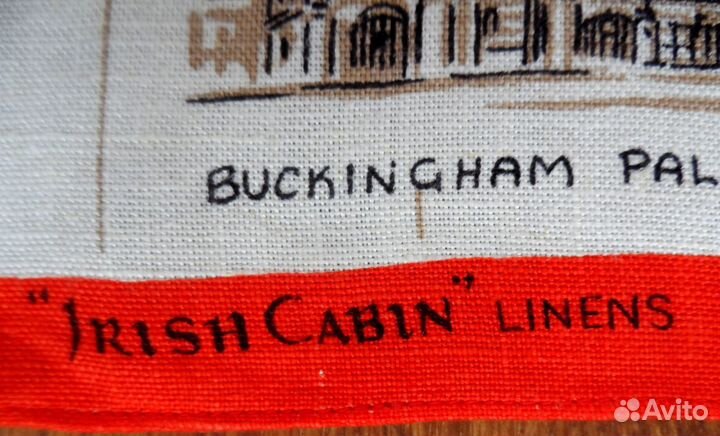 BUCKINGHAM PAL
"IRISH CABIN" LINENS
Avito